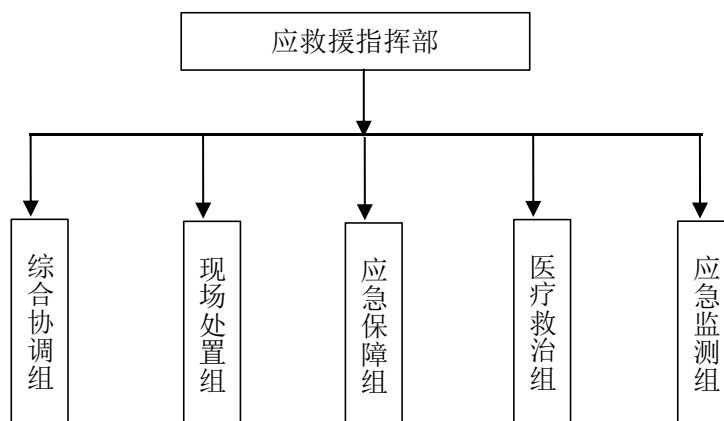 应救援指挥部
综合协调组
现场处置组
应急保障组
医疗救治组
应急监测组